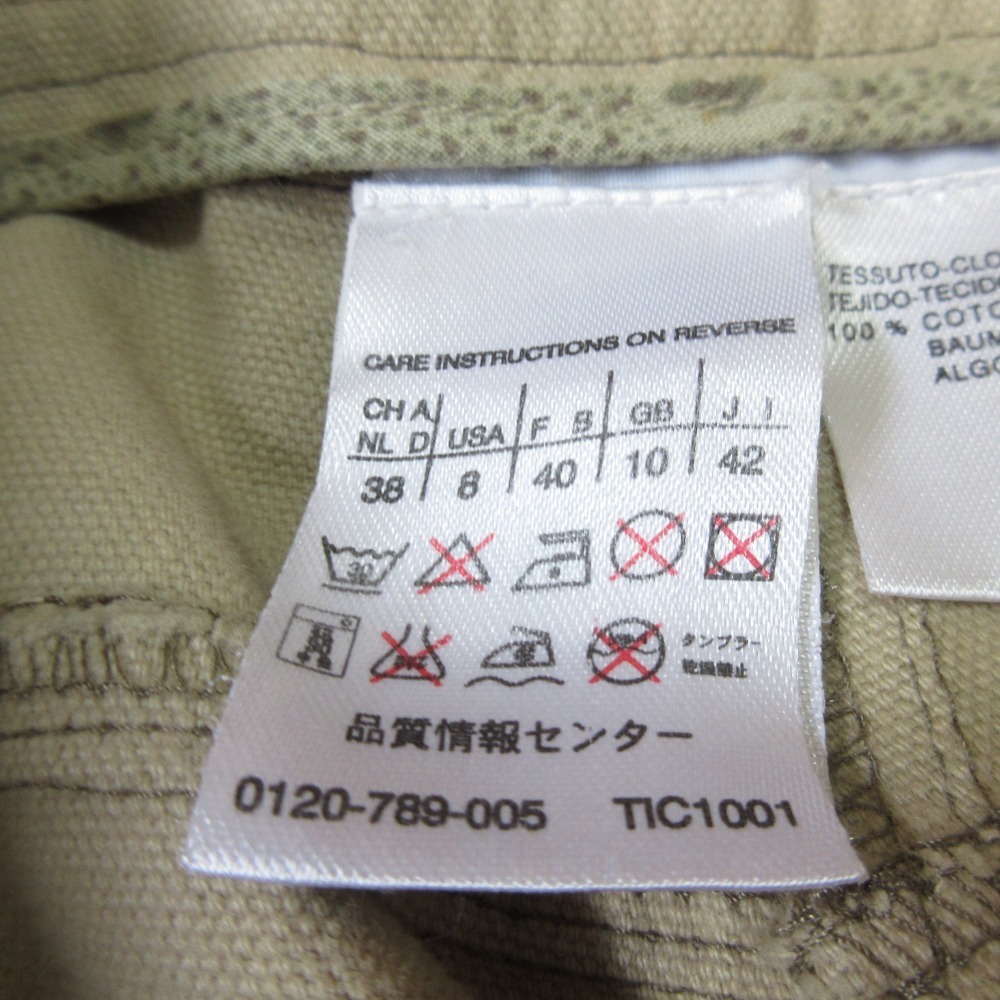 CARE INSTRUCTIONS ON REVERSE
CH A USA F B GB J I
NL D
38 8 40 10 42
30
タンブラー
乾燥禁止
品質情報センター
0120-789-005 TIC1001
TESSUTO-CLO
TEJIDO-TECID
100 % COTO
BAUM
ALGO